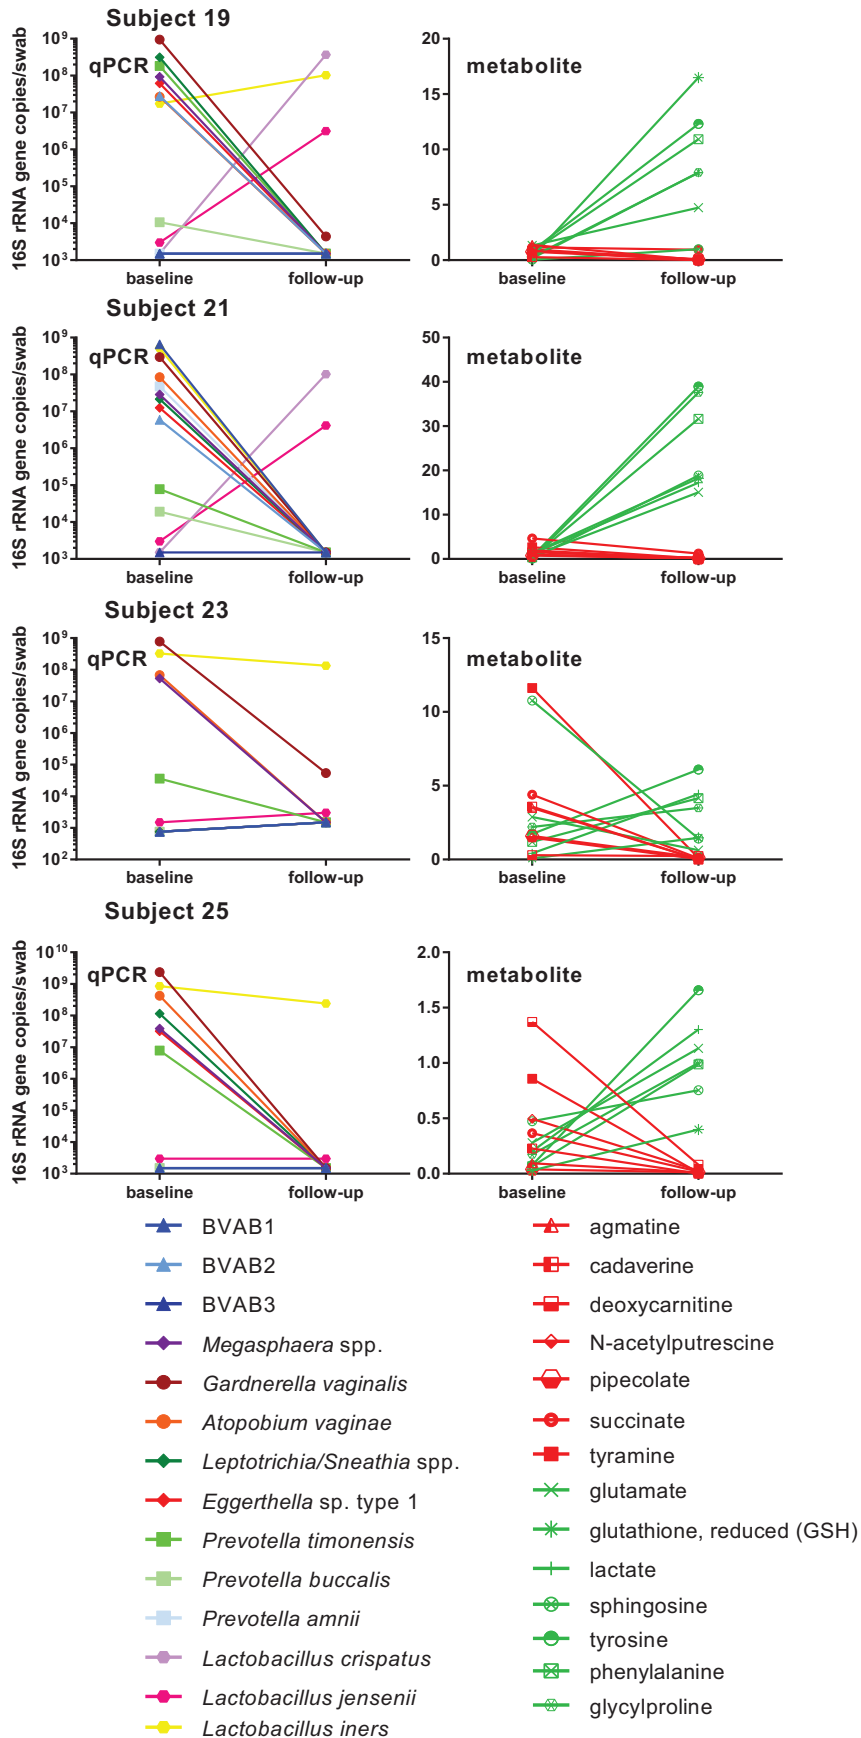 Subject 19
16S rRNA gene copies/swab
qPCR
10⁹
10⁸
10⁷
10⁶
10⁵
10⁴
10³
baseline
follow-up
metabolite
20
15
10
5
0
baseline
follow-up
Subject 21
16S rRNA gene copies/swab
qPCR
10⁹
10⁸
10⁷
10⁶
10⁵
10⁴
10³
baseline
follow-up
metabolite
50
40
30
20
10
0
baseline
follow-up
Subject 23
16S rRNA gene copies/swab
qPCR
10⁹
10⁸
10⁷
10⁶
10⁵
10⁴
10³
10²
baseline
follow-up
metabolite
15
10
5
0
baseline
follow-up
Subject 25
16S rRNA gene copies/swab
qPCR
10¹⁰
10⁹
10⁸
10⁷
10⁶
10⁵
10⁴
10³
baseline
follow-up
metabolite
2.0
1.5
1.0
0.5
0.0
baseline
follow-up
BVAB1
BVAB2
BVAB3
Megasphaera spp.
Gardnerella vaginalis
Atopobium vaginae
Leptotrichia/Sneathia spp.
Eggerthella sp. type 1
Prevotella timonensis
Prevotella buccalis
Prevotella amnii
Lactobacillus crispatus
Lactobacillus jensenii
Lactobacillus iners
agmatine
cadaverine
deoxycarnitine
N-acetylputrescine
pipecolate
succinate
tyramine
glutamate
glutathione, reduced (GSH)
lactate
sphingosine
tyrosine
phenylalanine
glycylproline